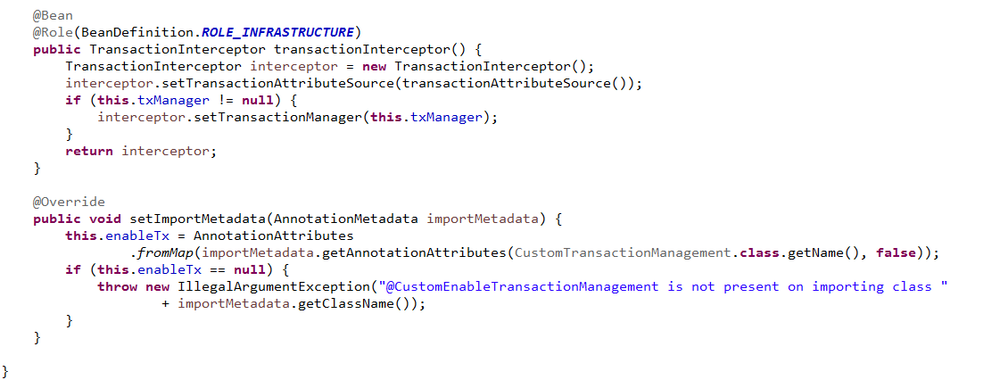 @Bean
@Role(BeanDefinition.ROLE_INFRASTRUCTURE)
public TransactionInterceptor transactionInterceptor() {
TransactionInterceptor interceptor = new TransactionInterceptor();
interceptor.setTransactionAttributeSource(transactionAttributeSource());
if (this.txManager != null) {
interceptor.setTransactionManager(this.txManager);
}
return interceptor;
}
@Override
public void setImportMetadata(AnnotationMetadata importMetadata) {
this.enableTx = AnnotationAttributes
.fromMap(importMetadata.getAnnotationAttributes(CustomTransactionManagement.class.getName(), false));
if (this.enableTx == null) {
throw new IllegalArgumentException("@CustomEnableTransactionManagement is not present on importing class "
+ importMetadata.getClassName());
}
}
}